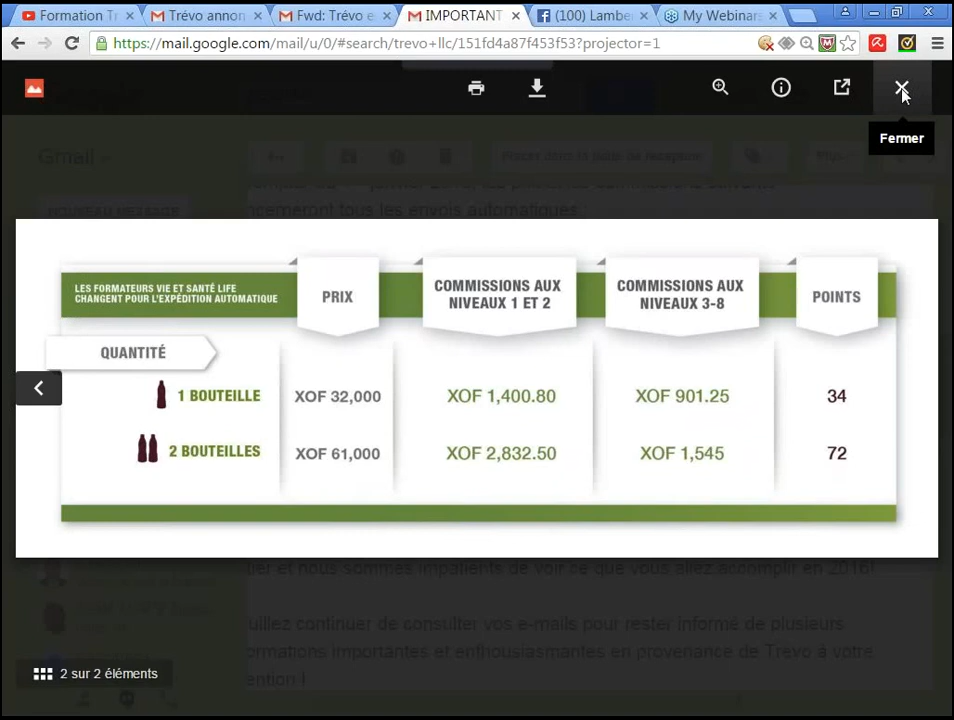 Formation Tr
Trévo annon
Fwd: Trévo e
IMPORTANT
(100) Lambe
My Webinars
https://mail.google.com/mail/u/0/#search/trevo+llc/151fd4a87f453f53?projector=1
Fermer
Gmail
NOUVEAU MESSAGE
Plus
ncerneront tous les envois automatiques :
LES FORMATEURS VIE ET SANTÉ LIFE
CHANGENT POUR L'EXPÉDITION AUTOMATIQUE
PRIX
COMMISSIONS AUX
NIVEAUX 1 ET 2
COMMISSIONS AUX
NIVEAUX 3-8
POINTS
QUANTITÉ
1 BOUTEILLE XOF 32,000 XOF 1,400.80 XOF 901.25 34
2 BOUTEILLES XOF 61,000 XOF 2,832.50 XOF 1,545 72
uer et nous sommes impatients de voir ce que vous allez accomplir en 2016!
uillez continuer de consulter vos e-mails pour rester informé de plusieurs
ormations importantes et enthousiasmantes en provenance de Trevo à votre
ention !
2 sur 2 éléments